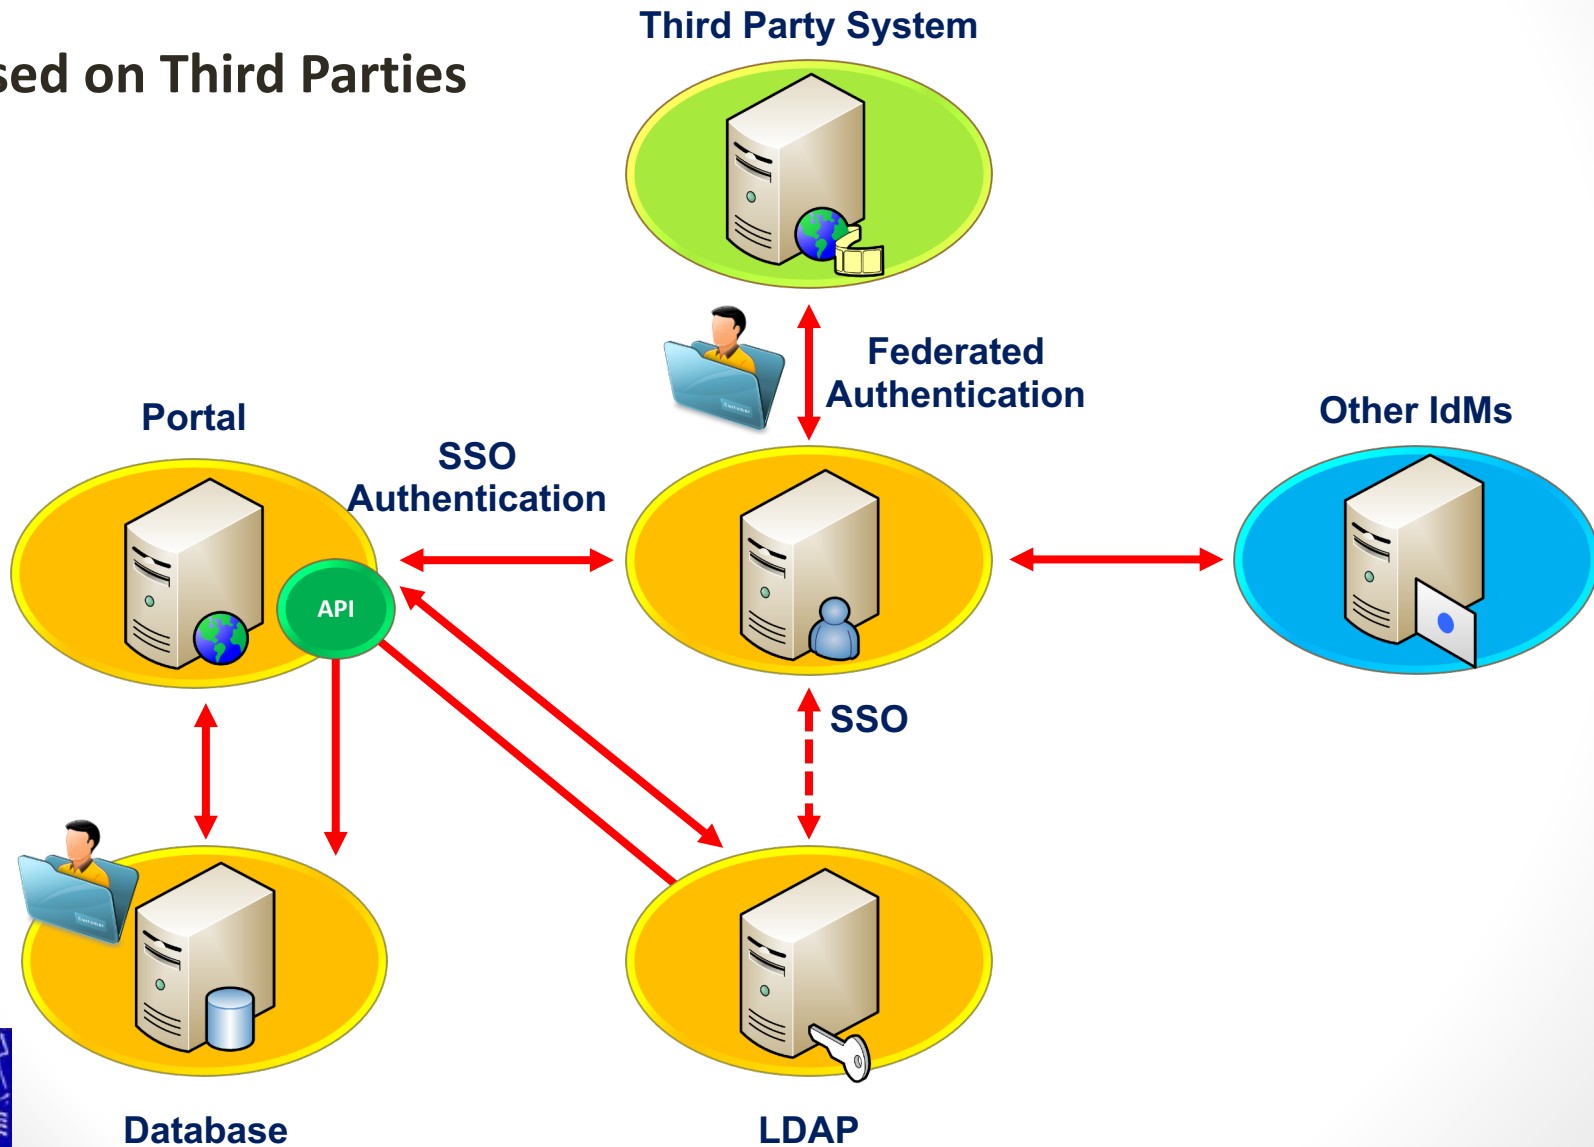 Third Party System
sed on Third Parties
Federated
Authentication
Portal
Other IdMs
SSO
Authentication
API
SSO
Database
LDAP